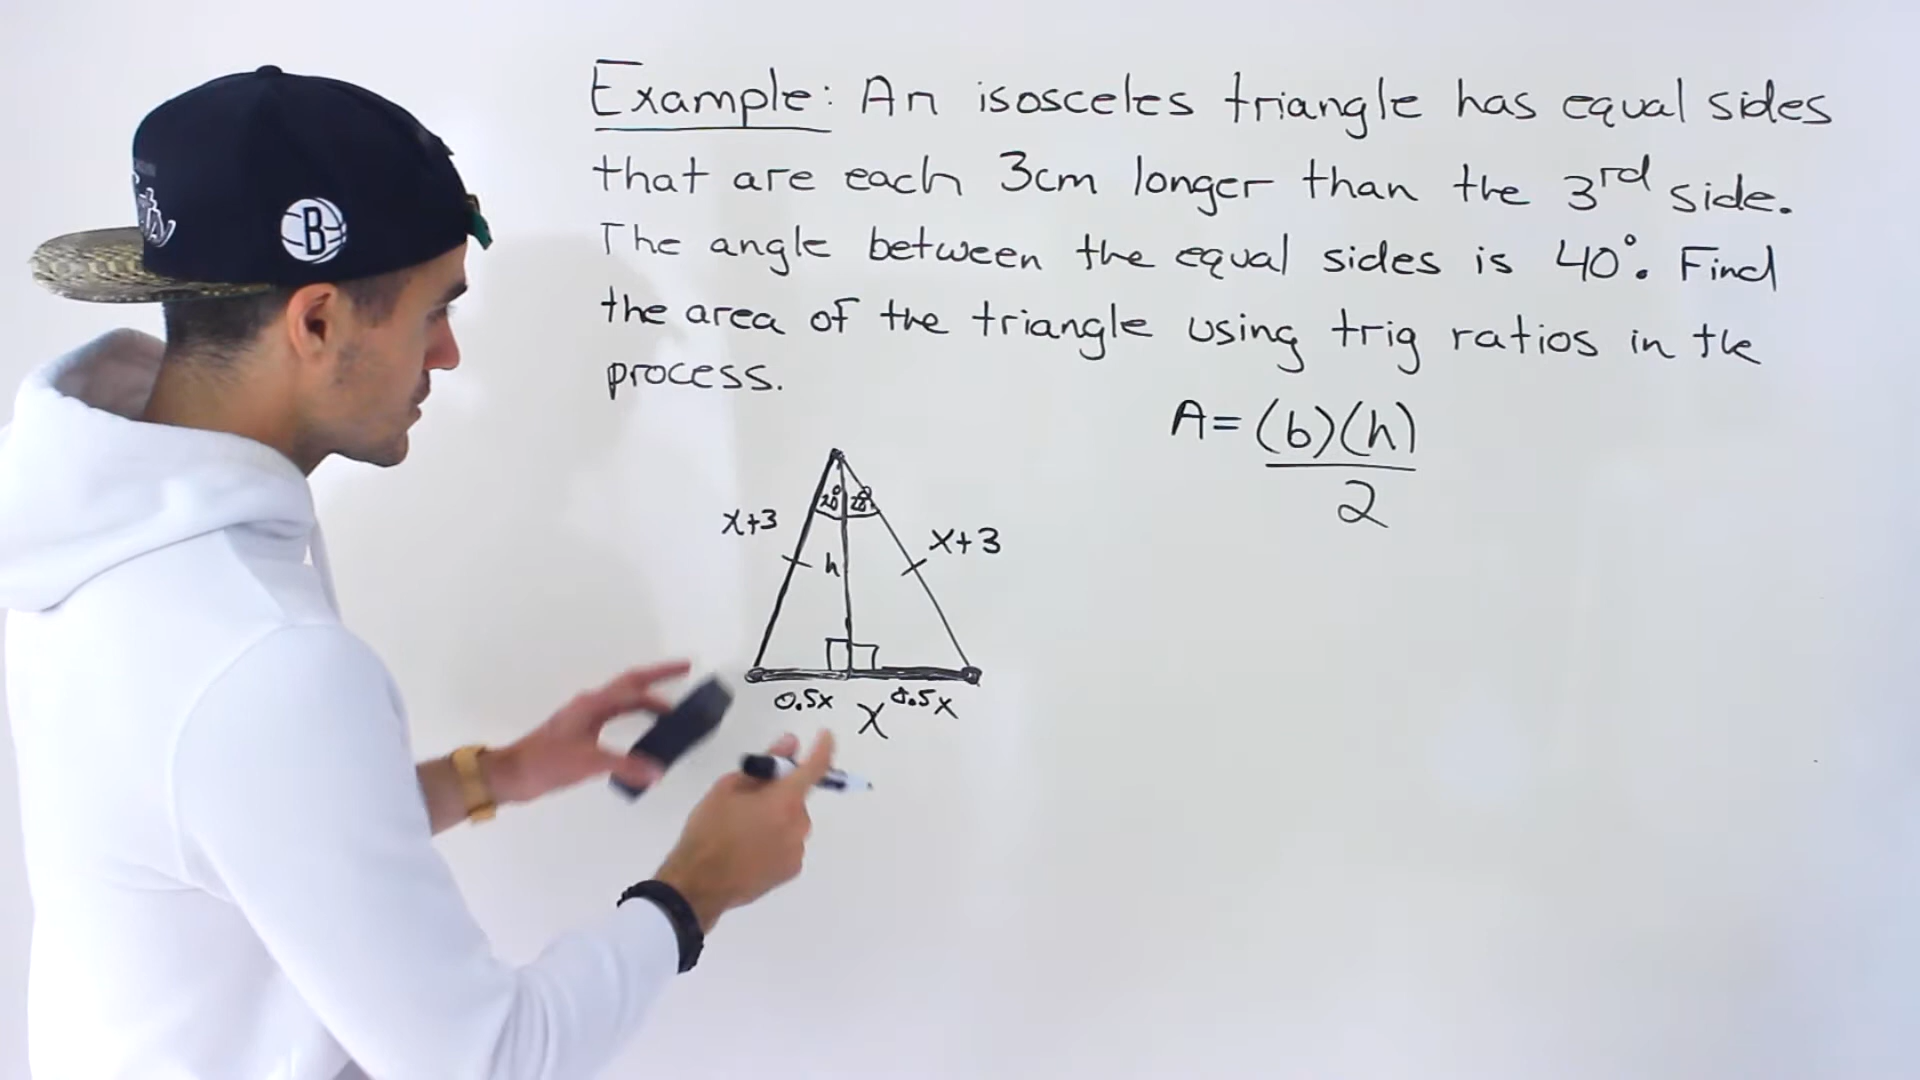 Example: An isosceles triangle has equal sides
that are each 3cm longer than the 3rd side.
The angle between the equal sides is 40°. Find
the area of the triangle using trig ratios in the
process.
A = (b)(h)
2
20° 20°
x+3
x+3
h
0.5x x 0.5x
B